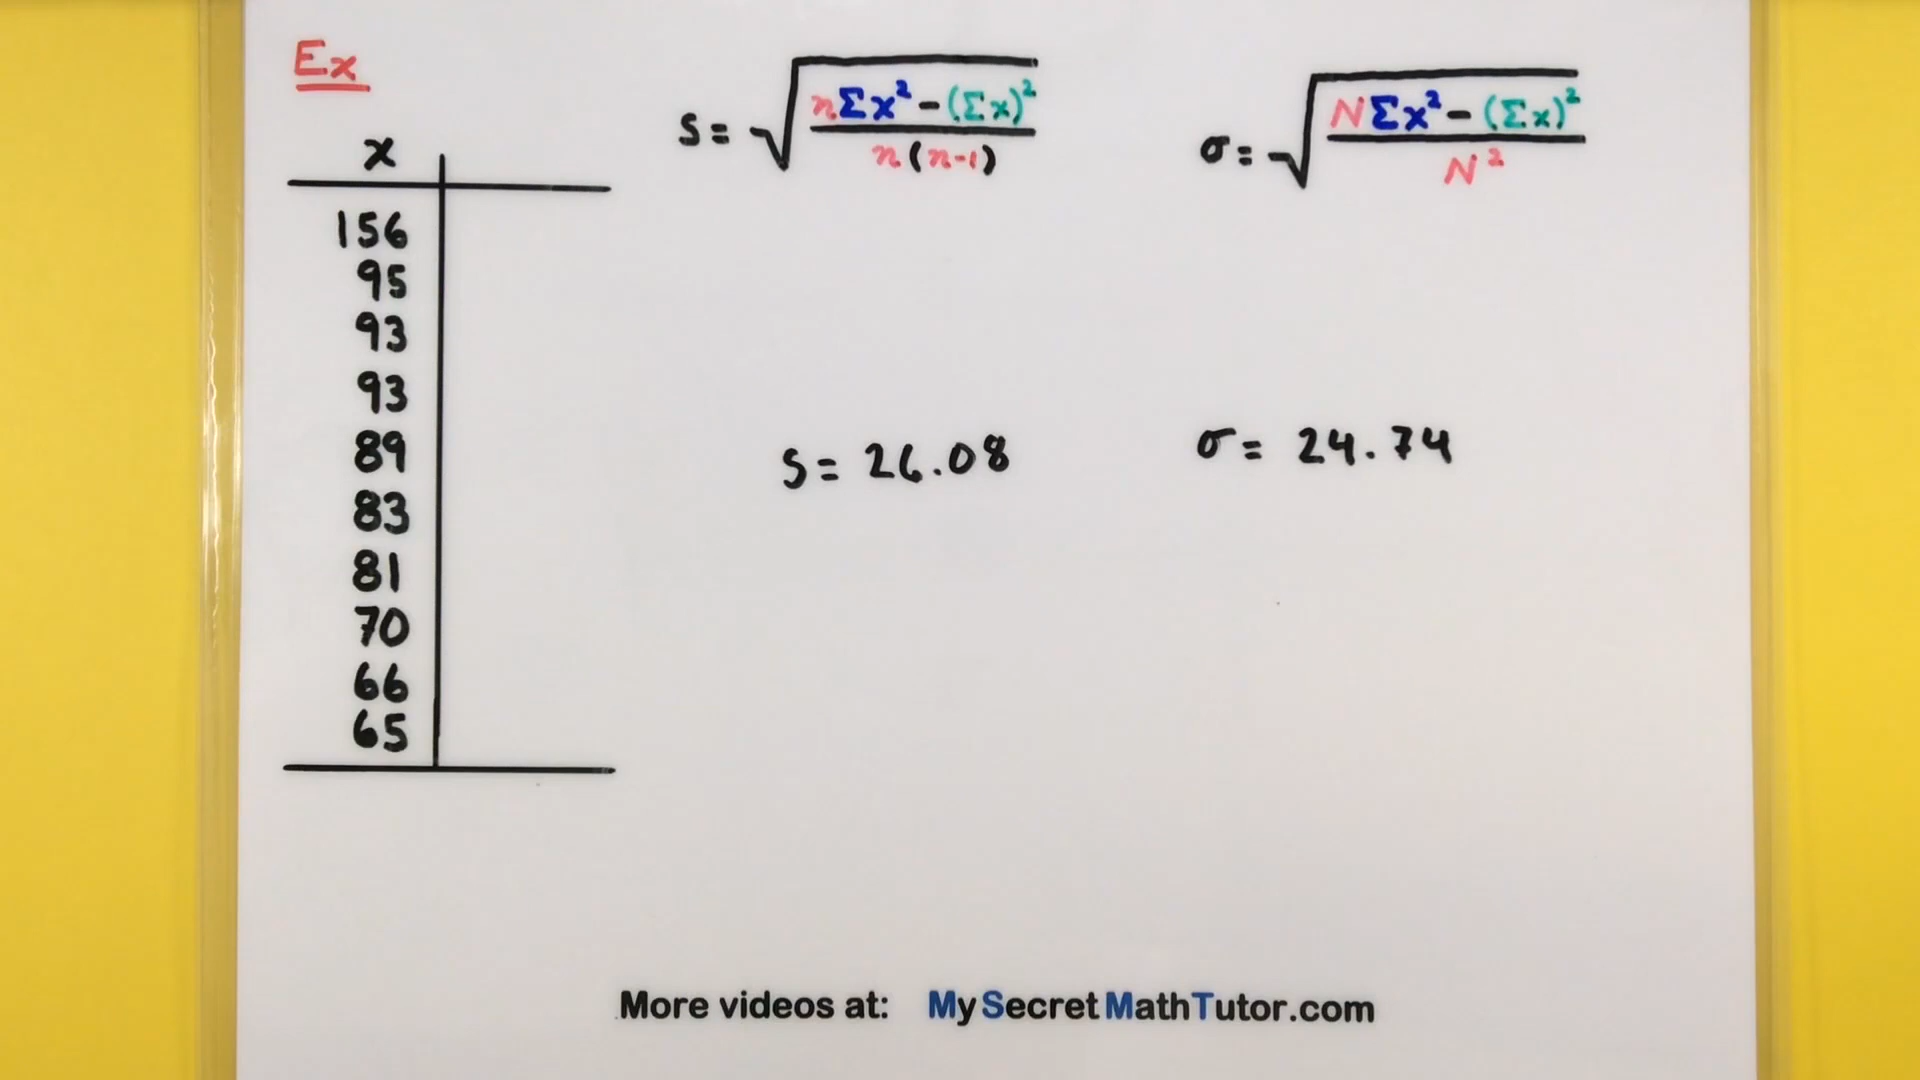 Ex
x
156
95
93
93
89
83
81
70
66
65
s = √((nΣx² - (Σx)²) / (n(n-1)))
σ = √((NΣx² - (Σx)²) / N²)
s = 26.08
σ = 24.74
More videos at: MySecretMathTutor.com